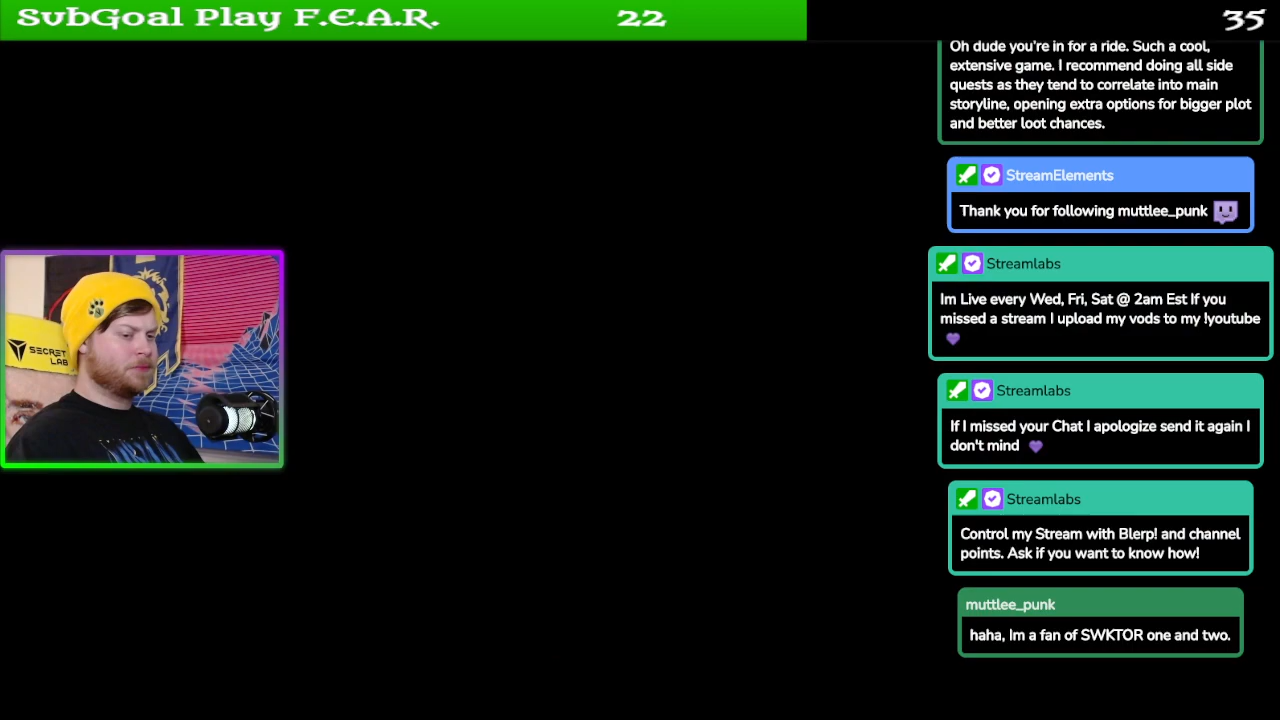 SubGoal Play F.E.A.R.
22
35
Oh dude you're in for a ride. Such a cool,
extensive game. I recommend doing all side
quests as they tend to correlate into main
storyline, opening extra options for bigger plot
and better loot chances.
StreamElements
Thank you for following muttlee_punk
Streamlabs
Im Live every Wed, Fri, Sat @ 2am Est If you
missed a stream I upload my vods to my !youtube
Streamlabs
If I missed your Chat I apologize send it again I
don't mind
Streamlabs
Control my Stream with Blerp! and channel
points. Ask if you want to know how!
muttlee_punk
haha, Im a fan of SWKTOR one and two.
SECRET
LAB